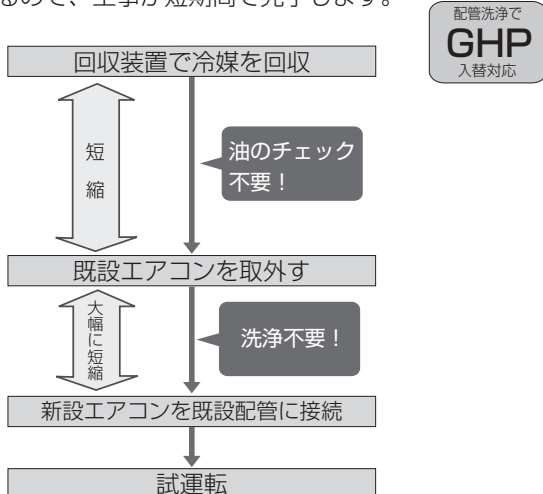 るので、工事が短期間で完了します。
配管洗浄で
GHP
入替対応
回収装置で冷媒を回収
短縮
油のチェック
不要！
既設エアコンを取外す
大幅に短縮
洗浄不要！
新設エアコンを既設配管に接続
試運転